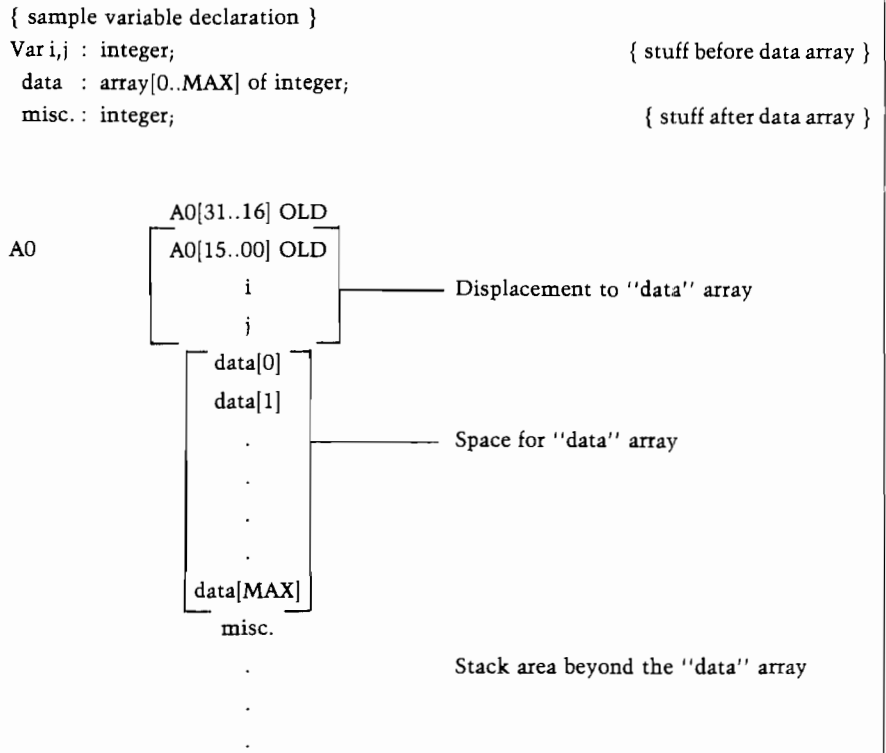 { sample variable declaration }
Var i,j : integer; { stuff before data array }
data : array[0..MAX] of integer;
misc. : integer; { stuff after data array }
A0[31..16] OLD
A0 A0[15..00] OLD
i Displacement to ''data'' array
j
data[0]
data[1]
. Space for ''data'' array
.
.
.
data[MAX]
misc.
. Stack area beyond the ''data'' array
.
.